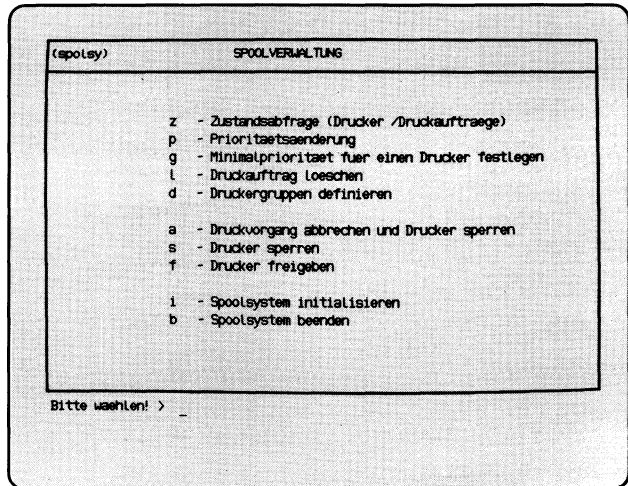 (spolsy) SPOOLVERWALTUNG
z - Zustandsabfrage (Drucker /Druckauftraege)
p - Prioritaetsaenderung
g - Minimalprioritaet fuer einen Drucker festlegen
l - Druckauftrag loeschen
d - Druckergruppen definieren
a - Druckvorgang abbrechen und Drucker sperren
s - Drucker sperren
f - Drucker freigeben
i - Spoolsystem initialisieren
b - Spoolsystem beenden
Bitte waehlen! > _